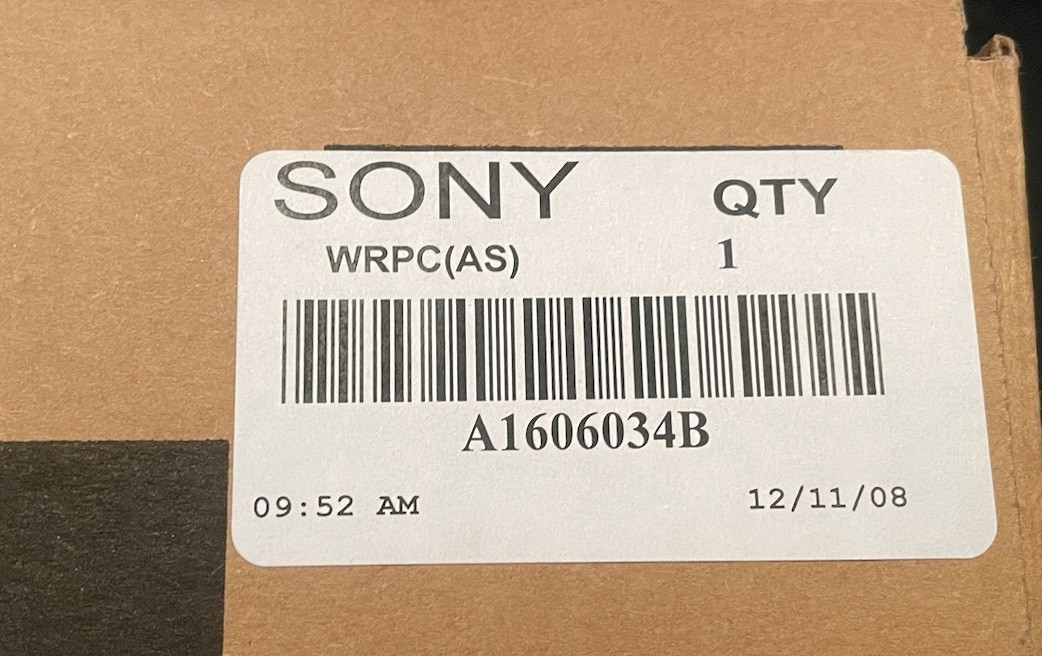 SONY QTY
WRPC(AS) 1
A1606034B
09:52 AM 12/11/08